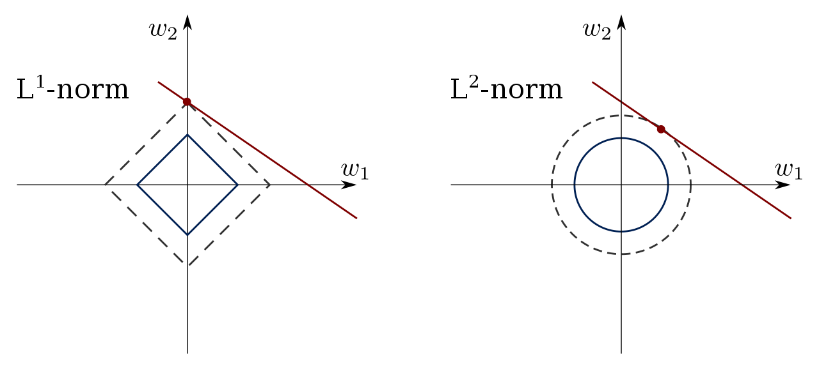 w₂
L¹-norm
w₁
w₂
L²-norm
w₁